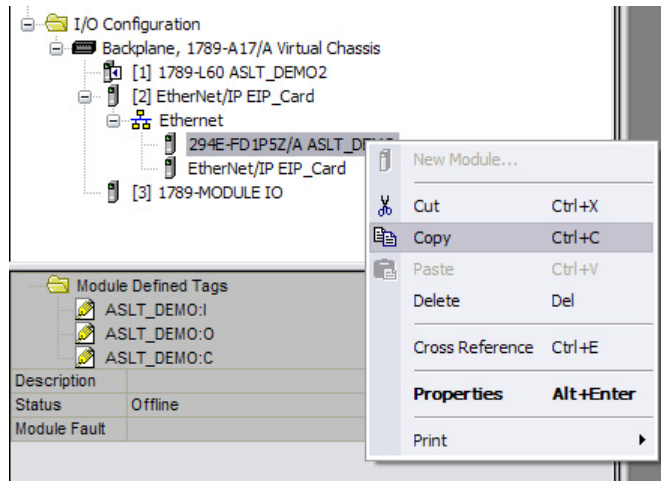 I/O Configuration
Backplane, 1789-A17/A Virtual Chassis
[1] 1789-L60 ASLT_DEMO2
[2] EtherNet/IP EIP_Card
Ethernet
294E-FD1P5Z/A ASLT_DEMO
EtherNet/IP EIP_Card
[3] 1789-MODULE IO
New Module...
Cut Ctrl+X
Copy Ctrl+C
Paste Ctrl+V
Delete Del
Cross Reference Ctrl+E
Properties Alt+Enter
Print
Module Defined Tags
ASLT_DEMO:I
ASLT_DEMO:O
ASLT_DEMO:C
Description
Status Offline
Module Fault